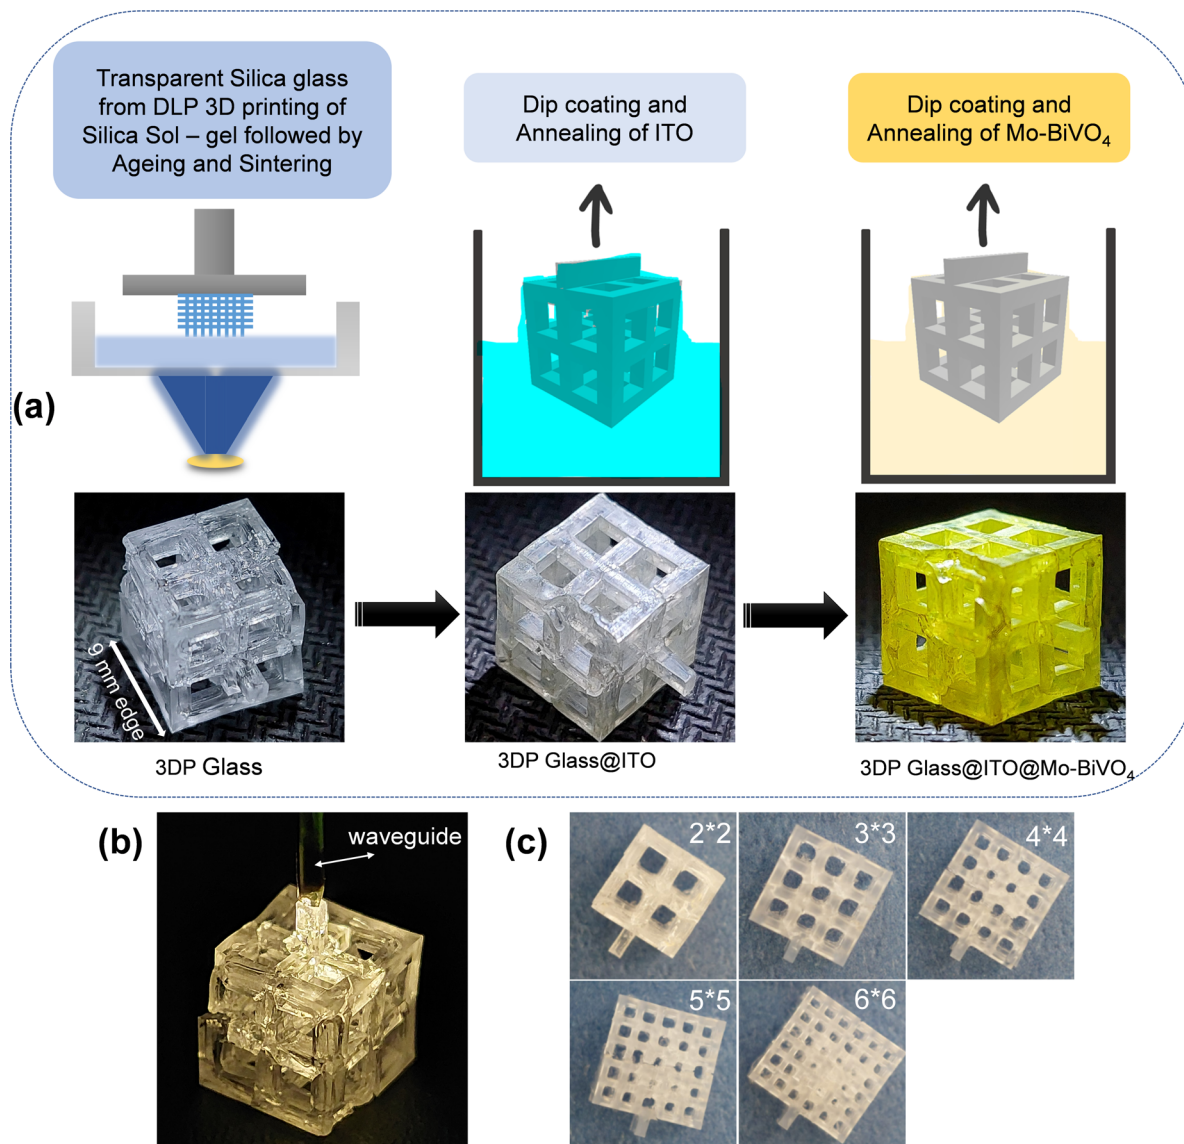 Transparent Silica glass
from DLP 3D printing of
Silica Sol – gel followed by
Ageing and Sintering
Dip coating and
Annealing of ITO
Dip coating and
Annealing of Mo-BiVO₄
(a)
9 mm edge
3DP Glass
3DP Glass@ITO
3DP Glass@ITO@Mo-BiVO₄
(b)
waveguide
(c)
2*2
3*3
4*4
5*5
6*6